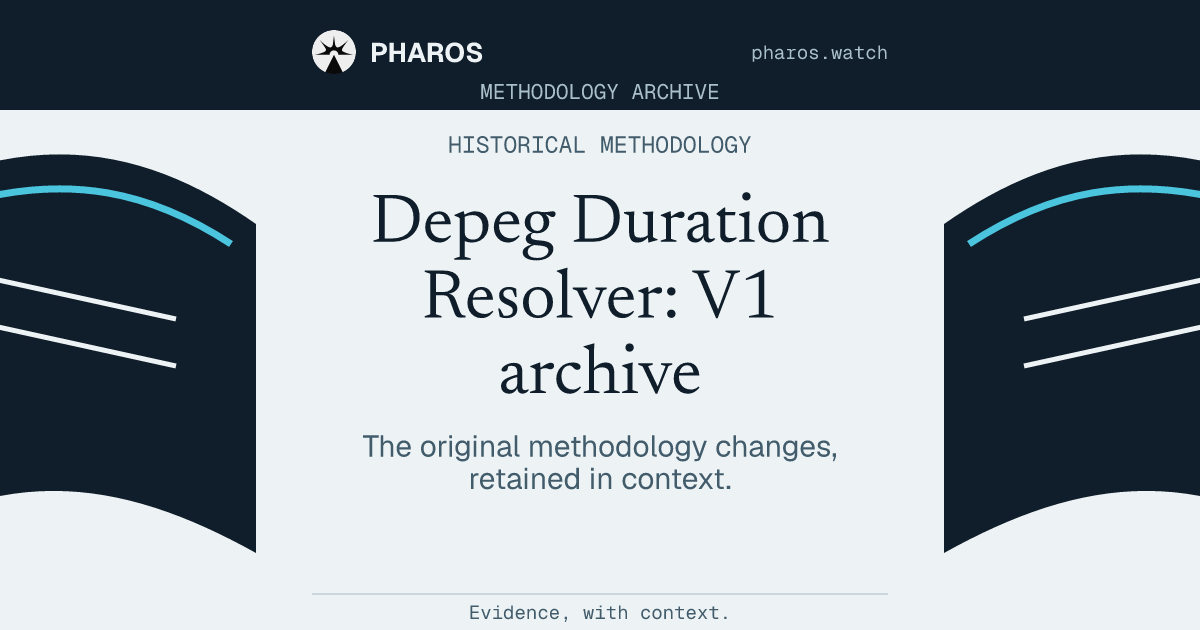 PHAROS
pharos.watch
METHODOLOGY ARCHIVE
HISTORICAL METHODOLOGY
Depeg Duration
Resolver: V1
archive
The original methodology changes,
retained in context.
Evidence, with context.